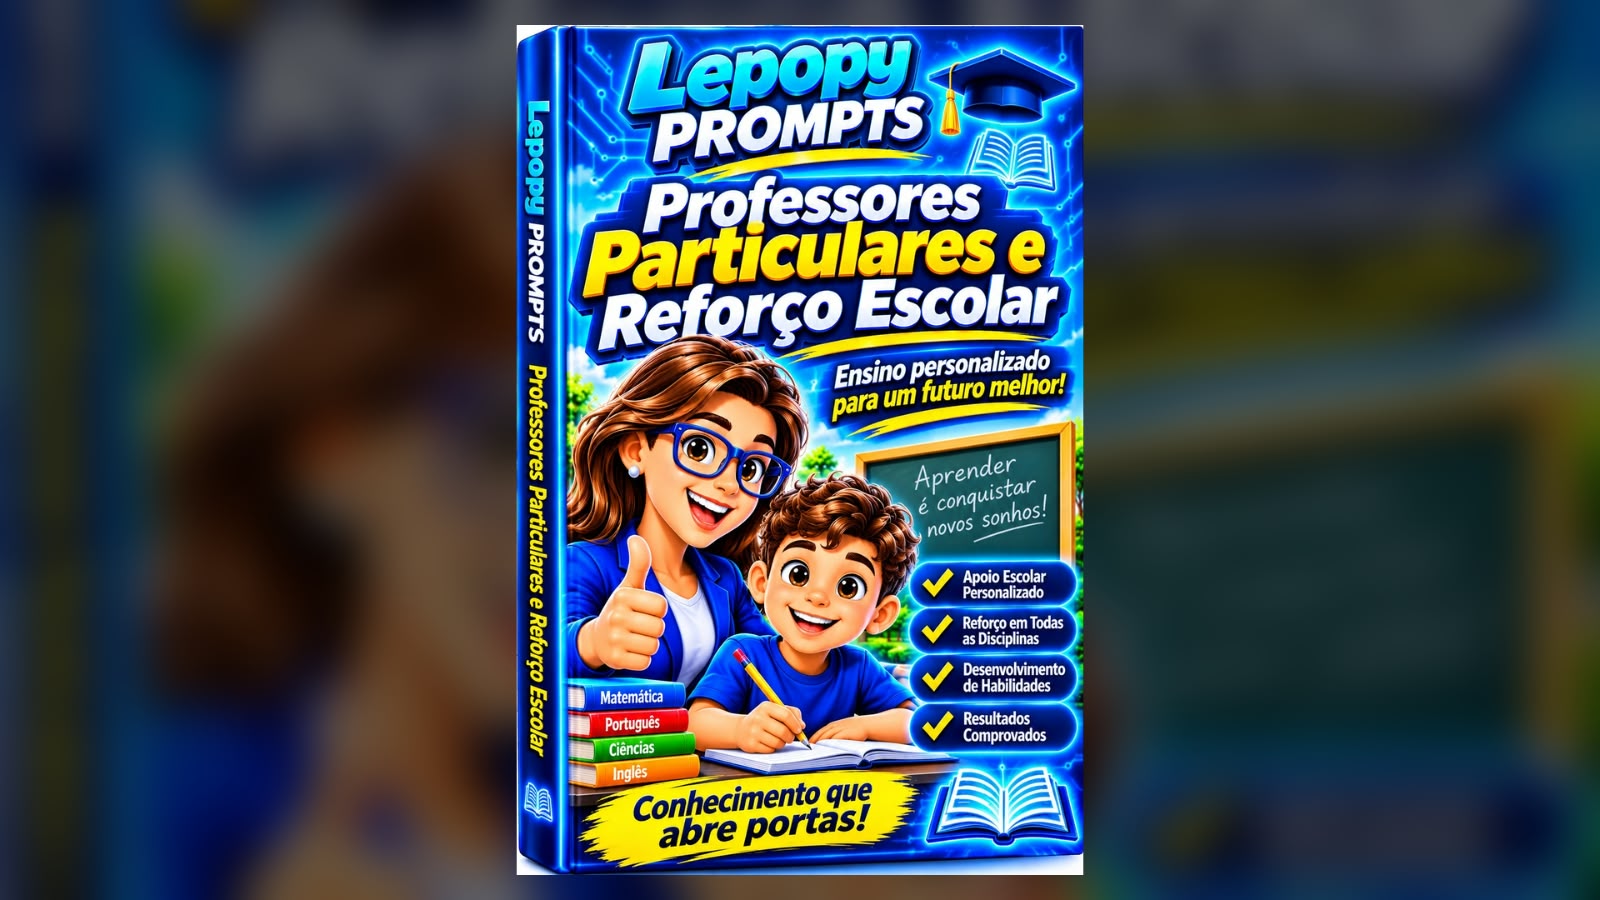 Lepopy
PROMPTS
Professores
Particulares e
Reforço Escolar
Ensino personalizado
para um futuro melhor!
Aprender
é conquistar
novos sonhos!
Apoio Escolar
Personalizado
Reforço em Todas
as Disciplinas
Desenvolvimento
de Habilidades
Resultados
Comprovados
Matemática
Português
Ciências
Inglês
Conhecimento que
abre portas!
Lepopy PROMPTS Professores Particulares e Reforço Escolar